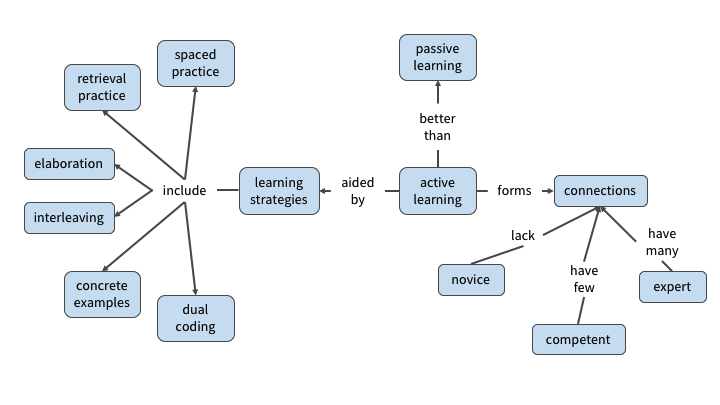 spaced
practice
retrieval
practice
elaboration
interleaving
concrete
examples
dual
coding
include
learning
strategies
aided
by
active
learning
better
than
passive
learning
forms
connections
lack
novice
have
few
competent
have
many
expert